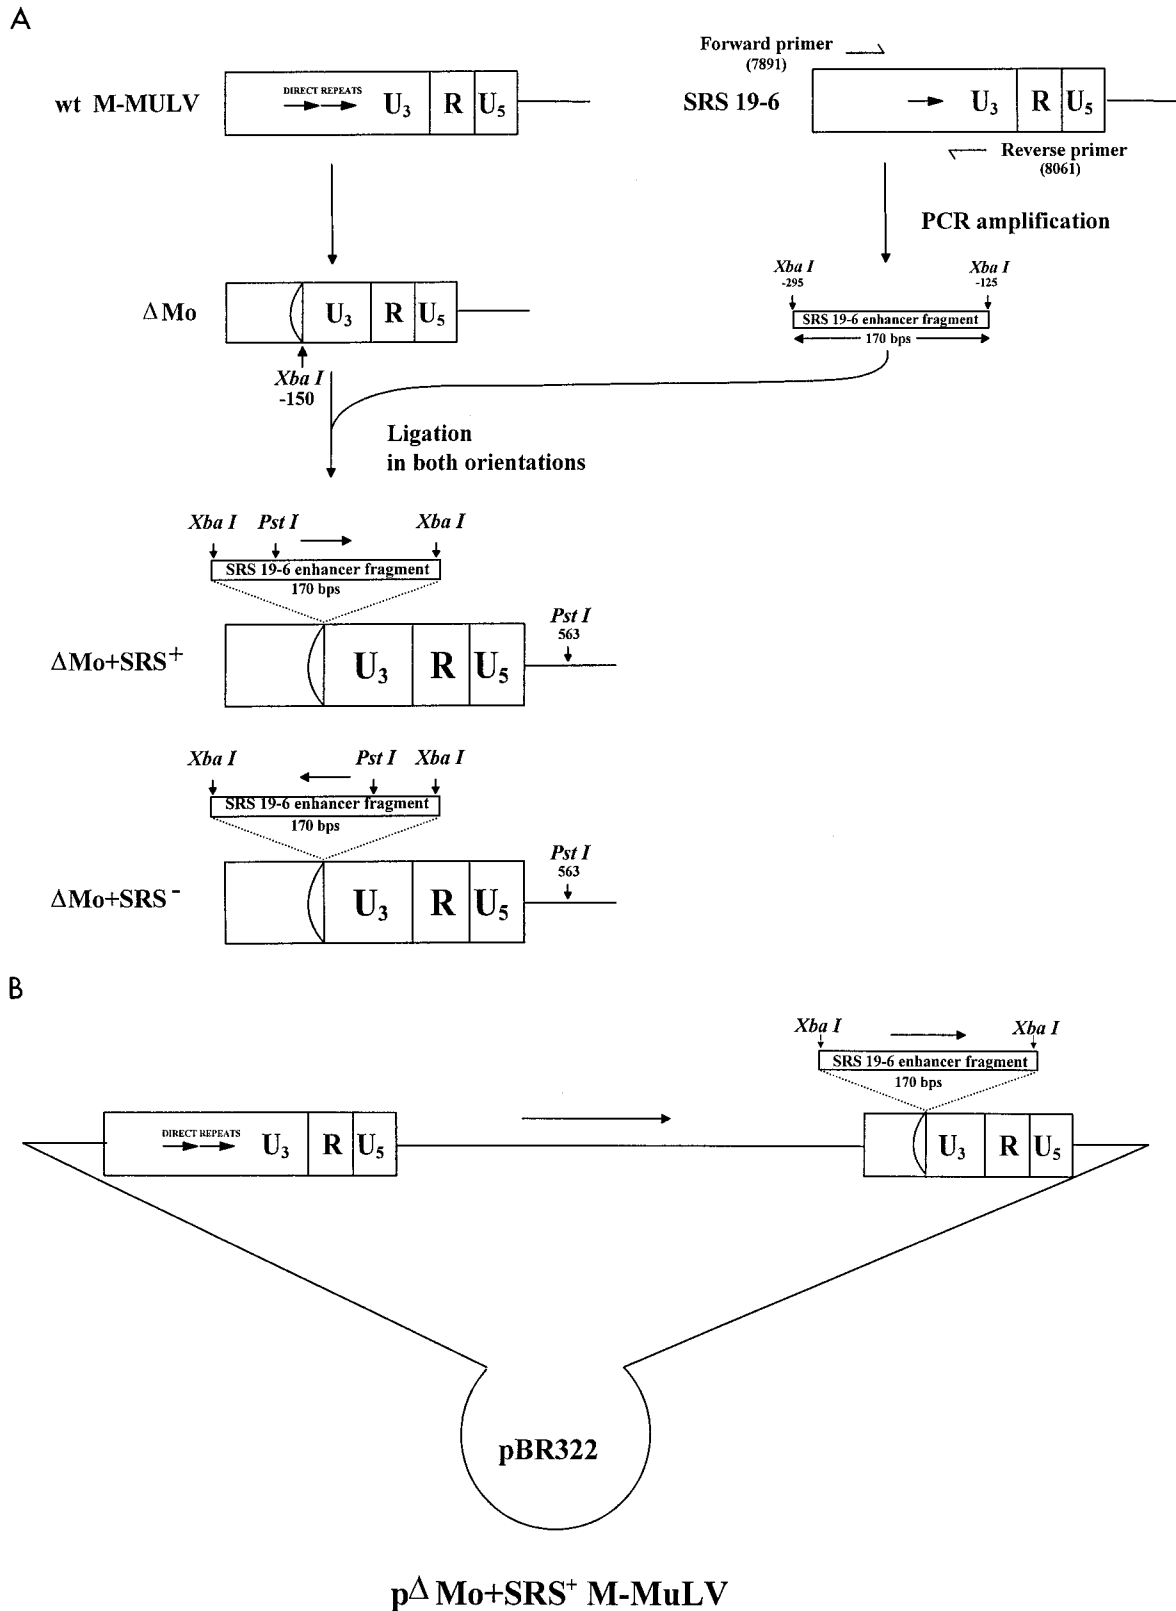 A
wt M-MULV
DIRECT REPEATS
U3 R U5
Forward primer
(7891)
SRS 19-6
U3 R U5
Reverse primer
(8061)
PCR amplification
Δ Mo
U3 R U5
Xba I
-150
Xba I
-295
Xba I
-125
SRS 19-6 enhancer fragment
170 bps
Ligation
in both orientations
Xba I Pst I Xba I
SRS 19-6 enhancer fragment
170 bps
ΔMo+SRS+
U3 R U5
Pst I
563
Xba I Pst I Xba I
SRS 19-6 enhancer fragment
170 bps
ΔMo+SRS-
U3 R U5
Pst I
563
B
Xba I Xba I
SRS 19-6 enhancer fragment
170 bps
DIRECT REPEATS
U3 R U5
U3 R U5
pBR322
pΔ Mo+SRS+ M-MuLV